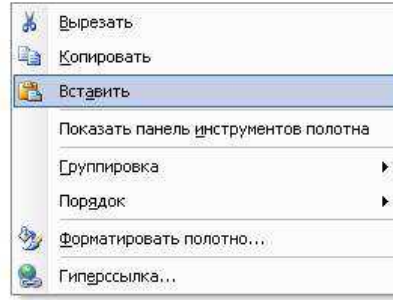 Вырезать
Копировать
Вставить
Показать панель инструментов полотна
Группировка
Порядок
Форматировать полотно...
Гиперссылка...